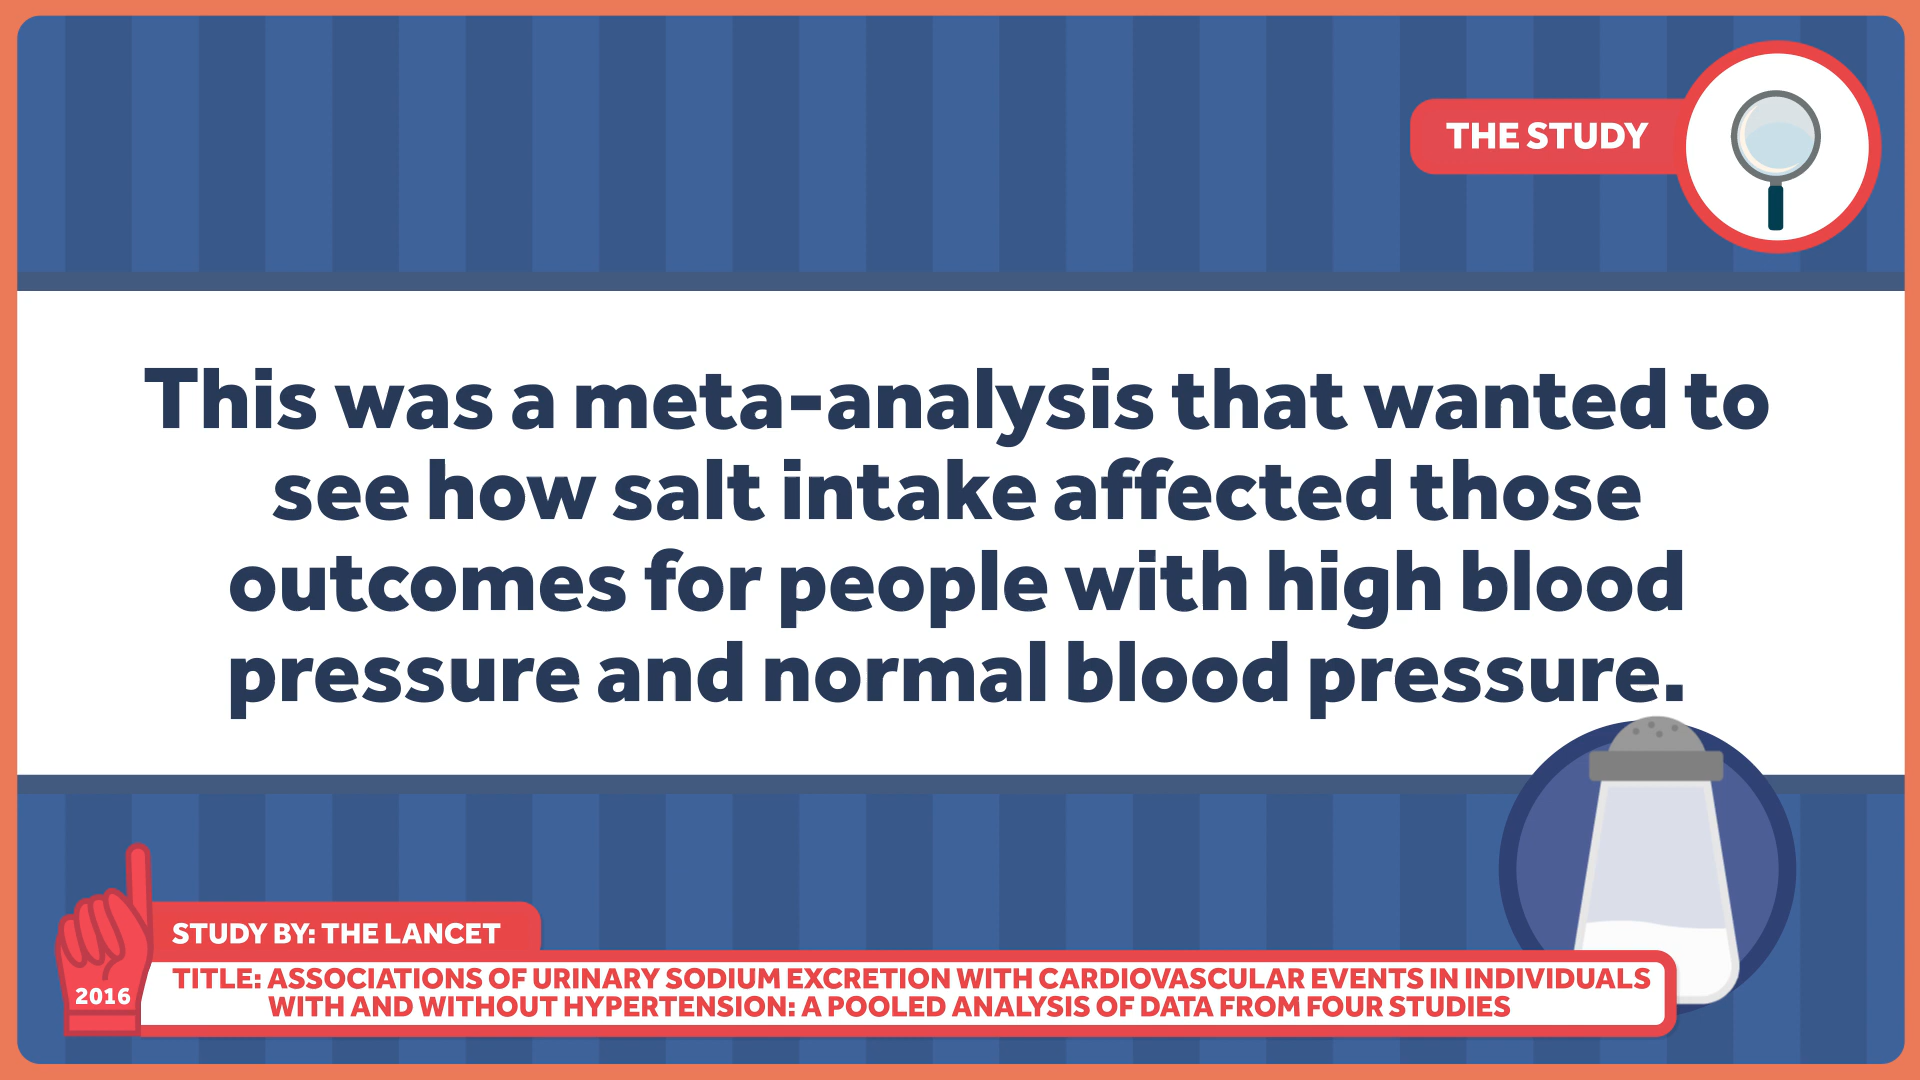 THE STUDY
This was a meta-analysis that wanted to
see how salt intake affected those
outcomes for people with high blood
pressure and normal blood pressure.
STUDY BY: THE LANCET
2016
TITLE: ASSOCIATIONS OF URINARY SODIUM EXCRETION WITH CARDIOVASCULAR EVENTS IN INDIVIDUALS
WITH AND WITHOUT HYPERTENSION: A POOLED ANALYSIS OF DATA FROM FOUR STUDIES